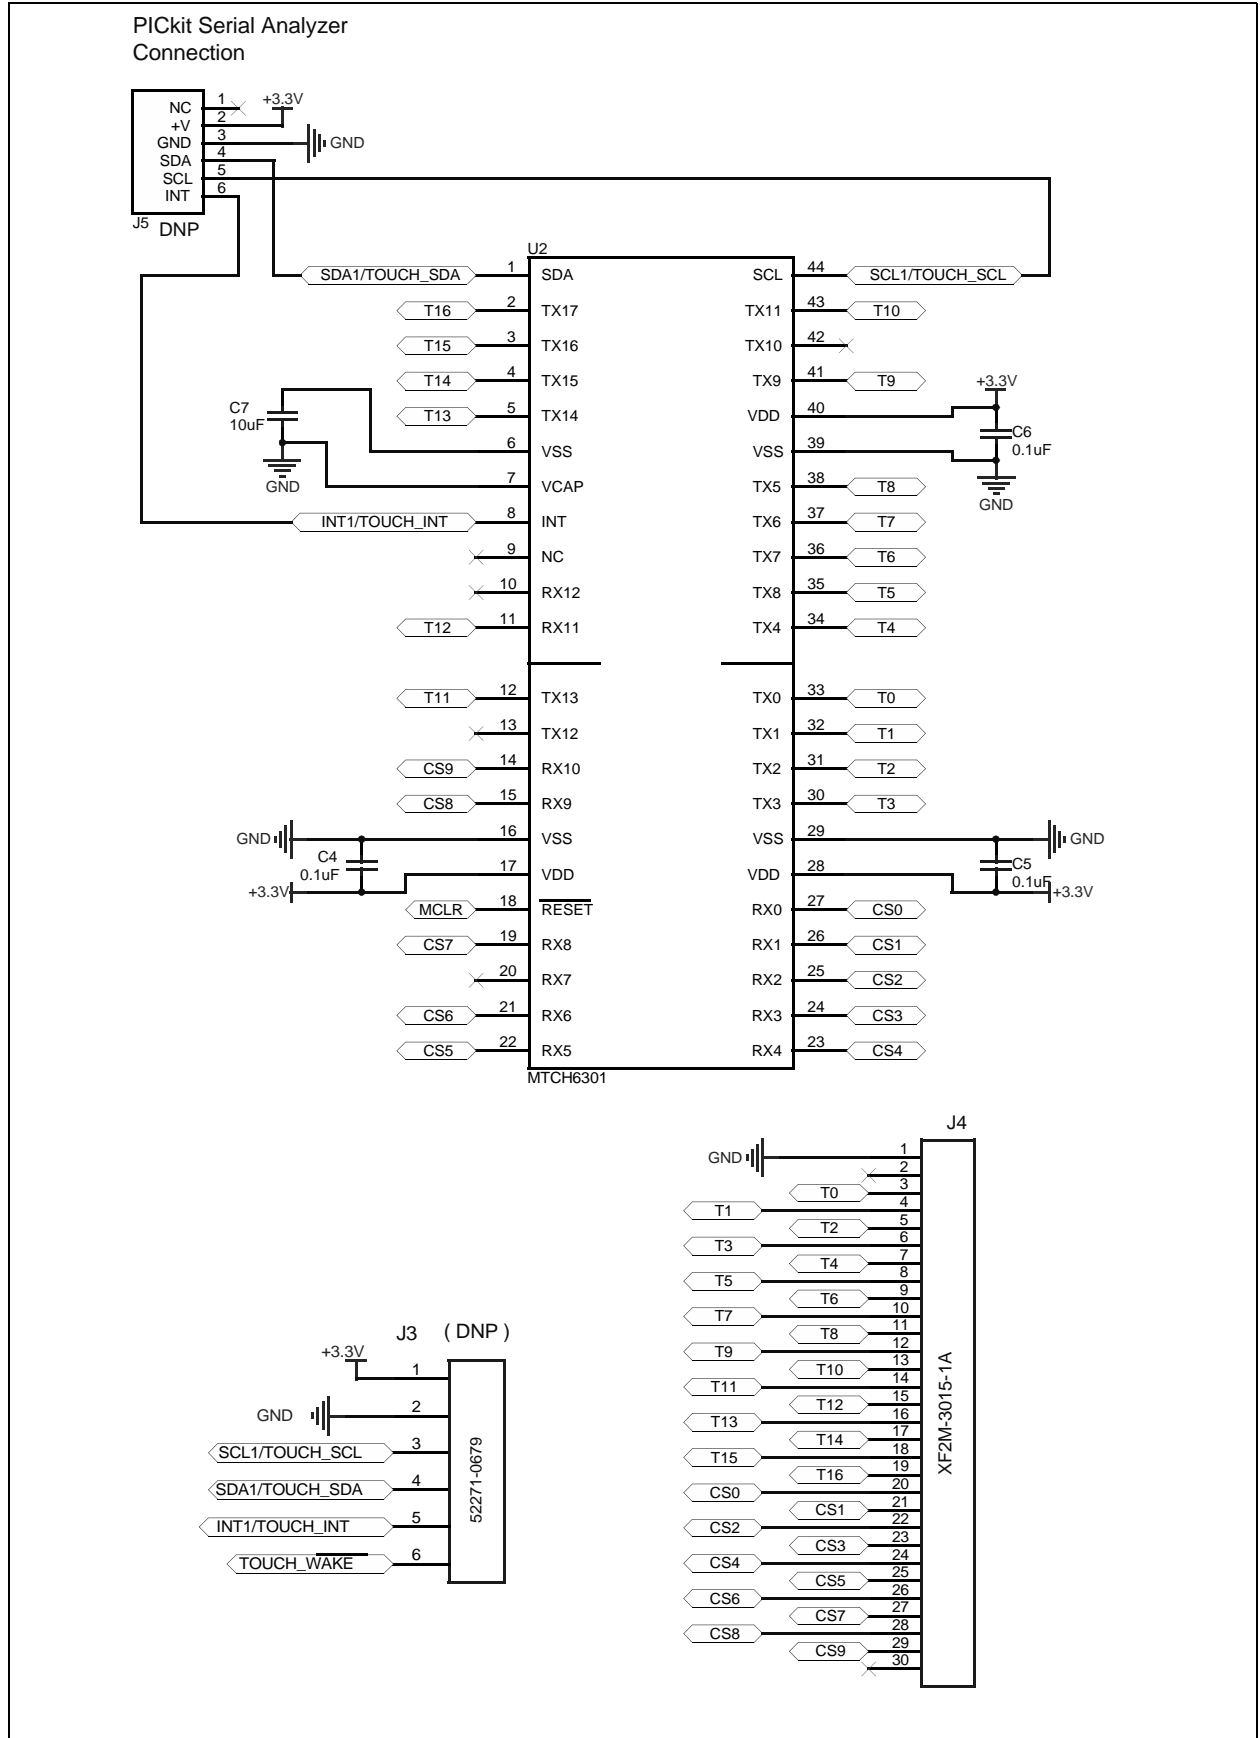 PICkit Serial Analyzer
Connection
NC 1
+3.3V
+V 2
GND 3
GND
SDA 4
SCL 5
INT 6
J5 DNP
U2
SDA1/TOUCH_SDA 1 SDA
SCL 44 SCL1/TOUCH_SCL
T16 2 TX17
TX11 43 T10
T15 3 TX16
TX10 42
T14 4 TX15
TX9 41 T9
+3.3V
C7
10uF
T13 5 TX14
VDD 40
C6
0.1uF
6 VSS
VSS 39
GND
7 VCAP
TX5 38 T8
GND
INT1/TOUCH_INT 8 INT
TX6 37 T7
9 NC
TX7 36 T6
10 RX12
TX8 35 T5
T12 11 RX11
TX4 34 T4
T11 12 TX13
TX0 33 T0
13 TX12
TX1 32 T1
CS9 14 RX10
TX2 31 T2
CS8 15 RX9
TX3 30 T3
GND 16 VSS
VSS 29 GND
C4
0.1uF
17 VDD
VDD 28
C5
0.1uF
+3.3V
+3.3V
MCLR 18 RESET
RX0 27 CS0
CS7 19 RX8
RX1 26 CS1
20 RX7
RX2 25 CS2
CS6 21 RX6
RX3 24 CS3
CS5 22 RX5
RX4 23 CS4
MTCH6301
J4
GND 1
2
T0 3
T1 4
T2 5
T3 6
T4 7
T5 8
T6 9
T7 10
T8 11
T9 12
T10 13
T11 14
T12 15
T13 16
T14 17
T15 18
T16 19
CS0 20
CS1 21
CS2 22
CS3 23
CS4 24
CS5 25
CS6 26
CS7 27
CS8 28
CS9 29
30
XF2M-3015-1A
J3 ( DNP )
+3.3V 1
GND 2
SCL1/TOUCH_SCL 3
SDA1/TOUCH_SDA 4
INT1/TOUCH_INT 5
TOUCH_WAKE 6
52271-0679